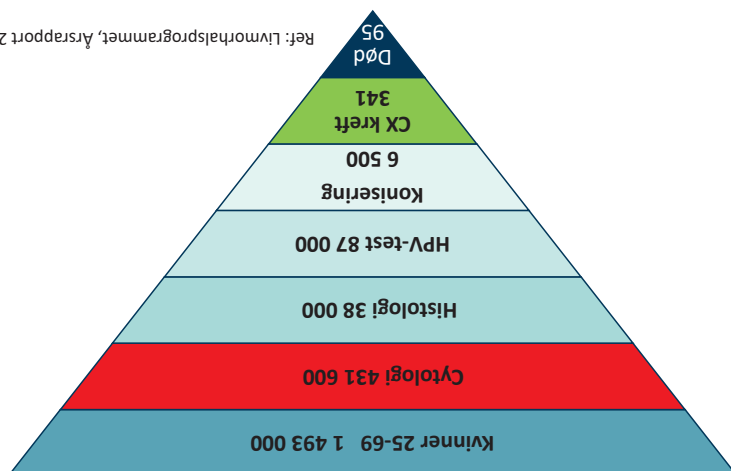 Kvinner 25-69 1 493 000
Cytologi 431 600
Histologi 38 000
HPV-test 87 000
Konisering
6 500
CX kreft
341
Død
95
Ref: Livmorhalsprogrammet, Årsrapport 2